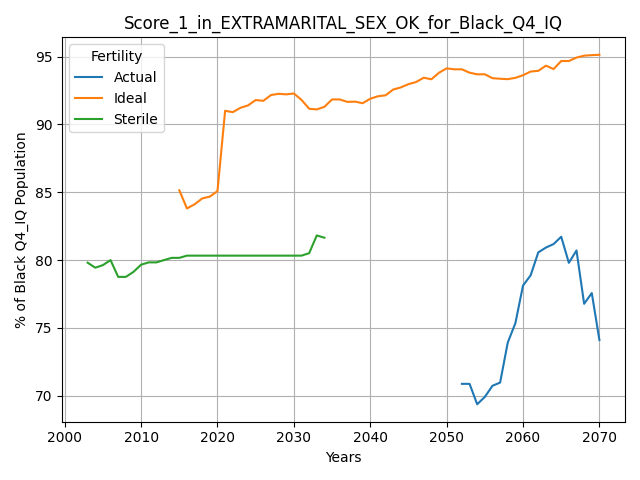 Score_1_in_EXTRAMARITAL_SEX_OK_for_Black_Q4_IQ
% of Black Q4_IQ Population
95
90
85
80
75
70
Fertility
Actual
Ideal
Sterile
2000 2010 2020 2030 2040 2050 2060 2070
Years